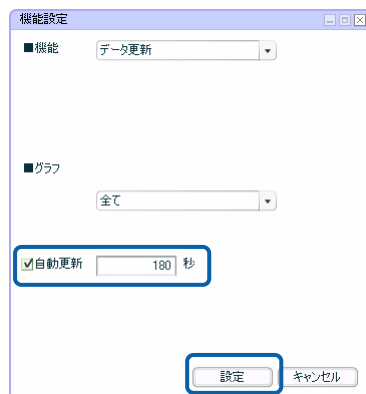 機能設定
■機能 データ更新
■グラフ
全て
自動更新 180 秒
設定 キャンセル